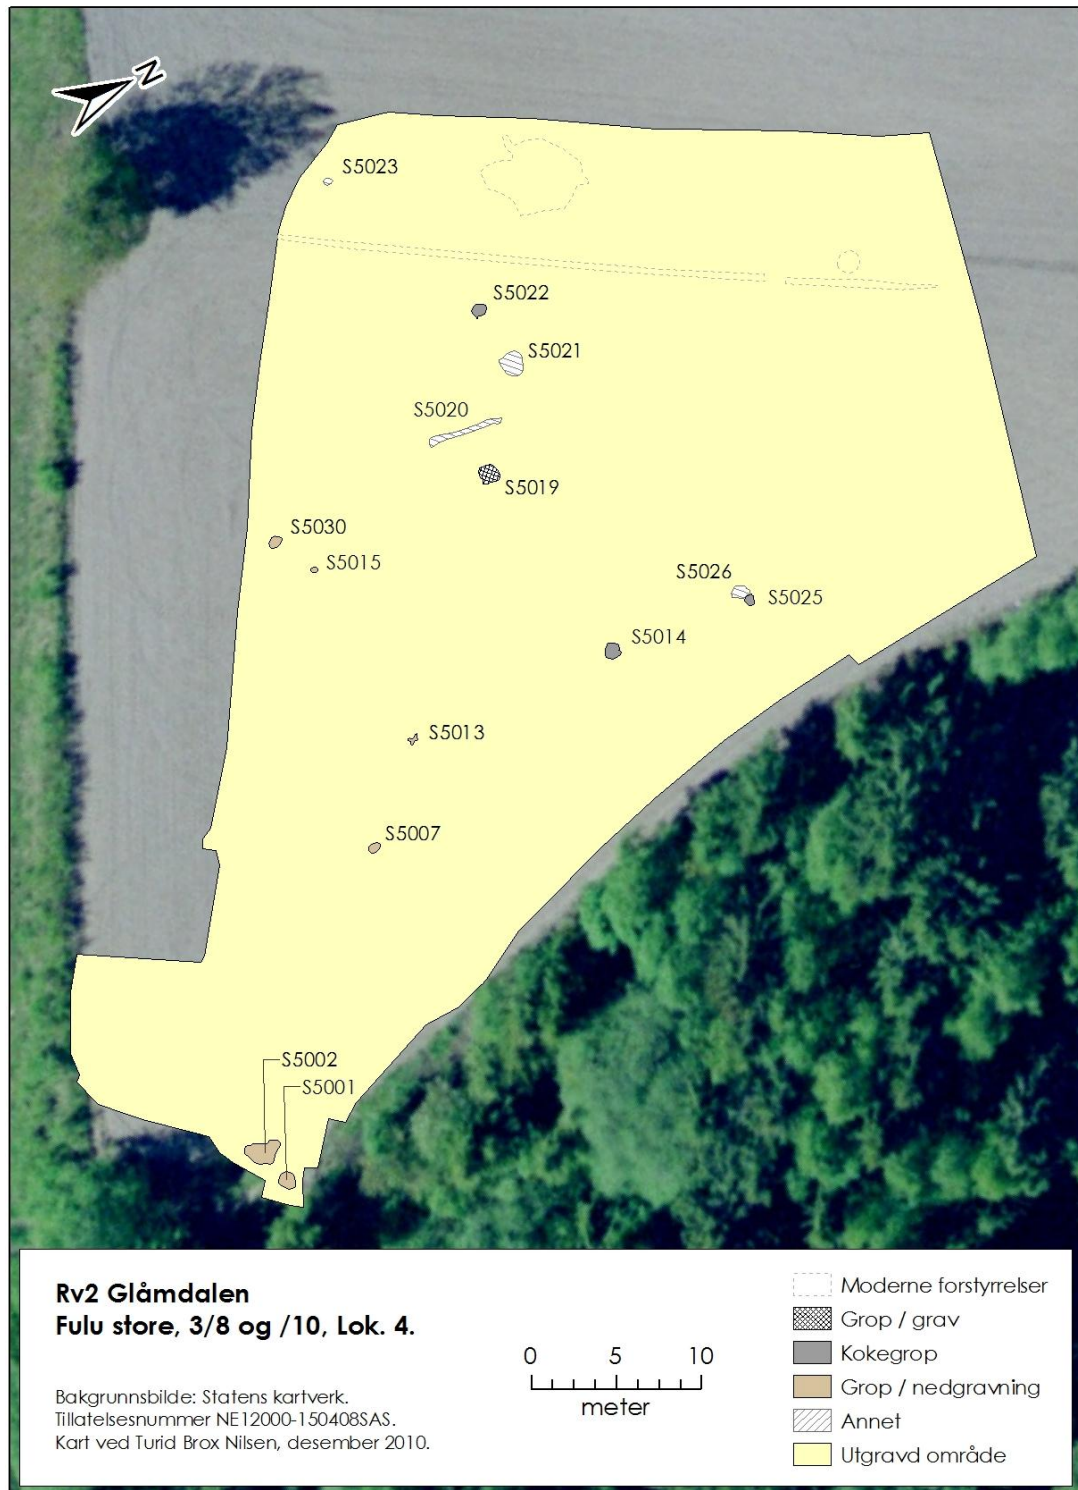 N
S5023
S5022
S5021
S5020
S5019
S5030
S5015
S5026
S5025
S5014
S5013
S5007
S5002
S5001
Rv2 Glåmdalen
Fulu store, 3/8 og /10, Lok. 4.
Bakgrunnsbilde: Statens kartverk.
Tillatelsesnummer NE12000-150408SAS.
Kart ved Turid Brox Nilsen, desember 2010.
0 5 10
meter
Moderne forstyrrelser
Grop / grav
Kokegrop
Grop / nedgravning
Annet
Utgravd område